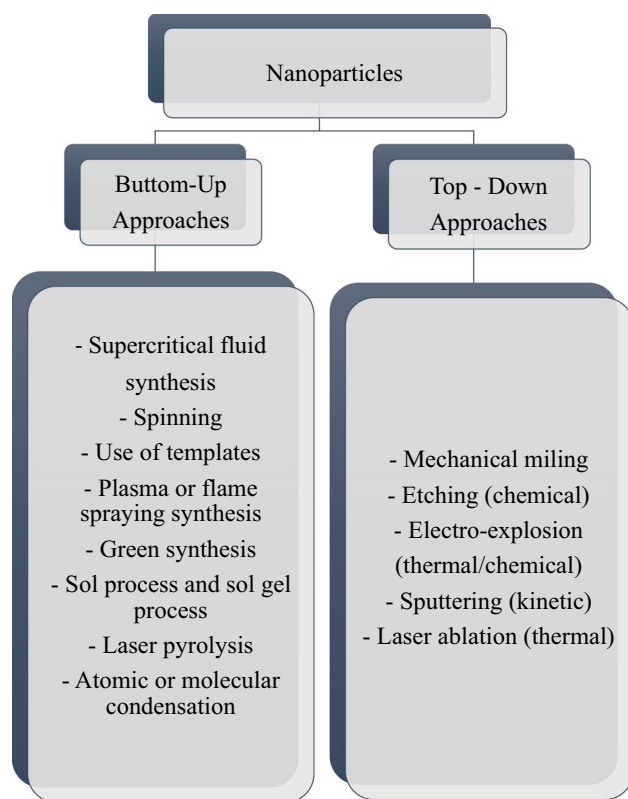 Nanoparticles
Buttom-Up
Approaches
Top - Down
Approaches
- Supercritical fluid
synthesis
- Spinning
- Use of templates
- Plasma or flame
spraying synthesis
- Green synthesis
- Sol process and sol gel
process
- Laser pyrolysis
- Atomic or molecular
condensation
- Mechanical miling
- Etching (chemical)
- Electro-explosion
(thermal/chemical)
- Sputtering (kinetic)
- Laser ablation (thermal)